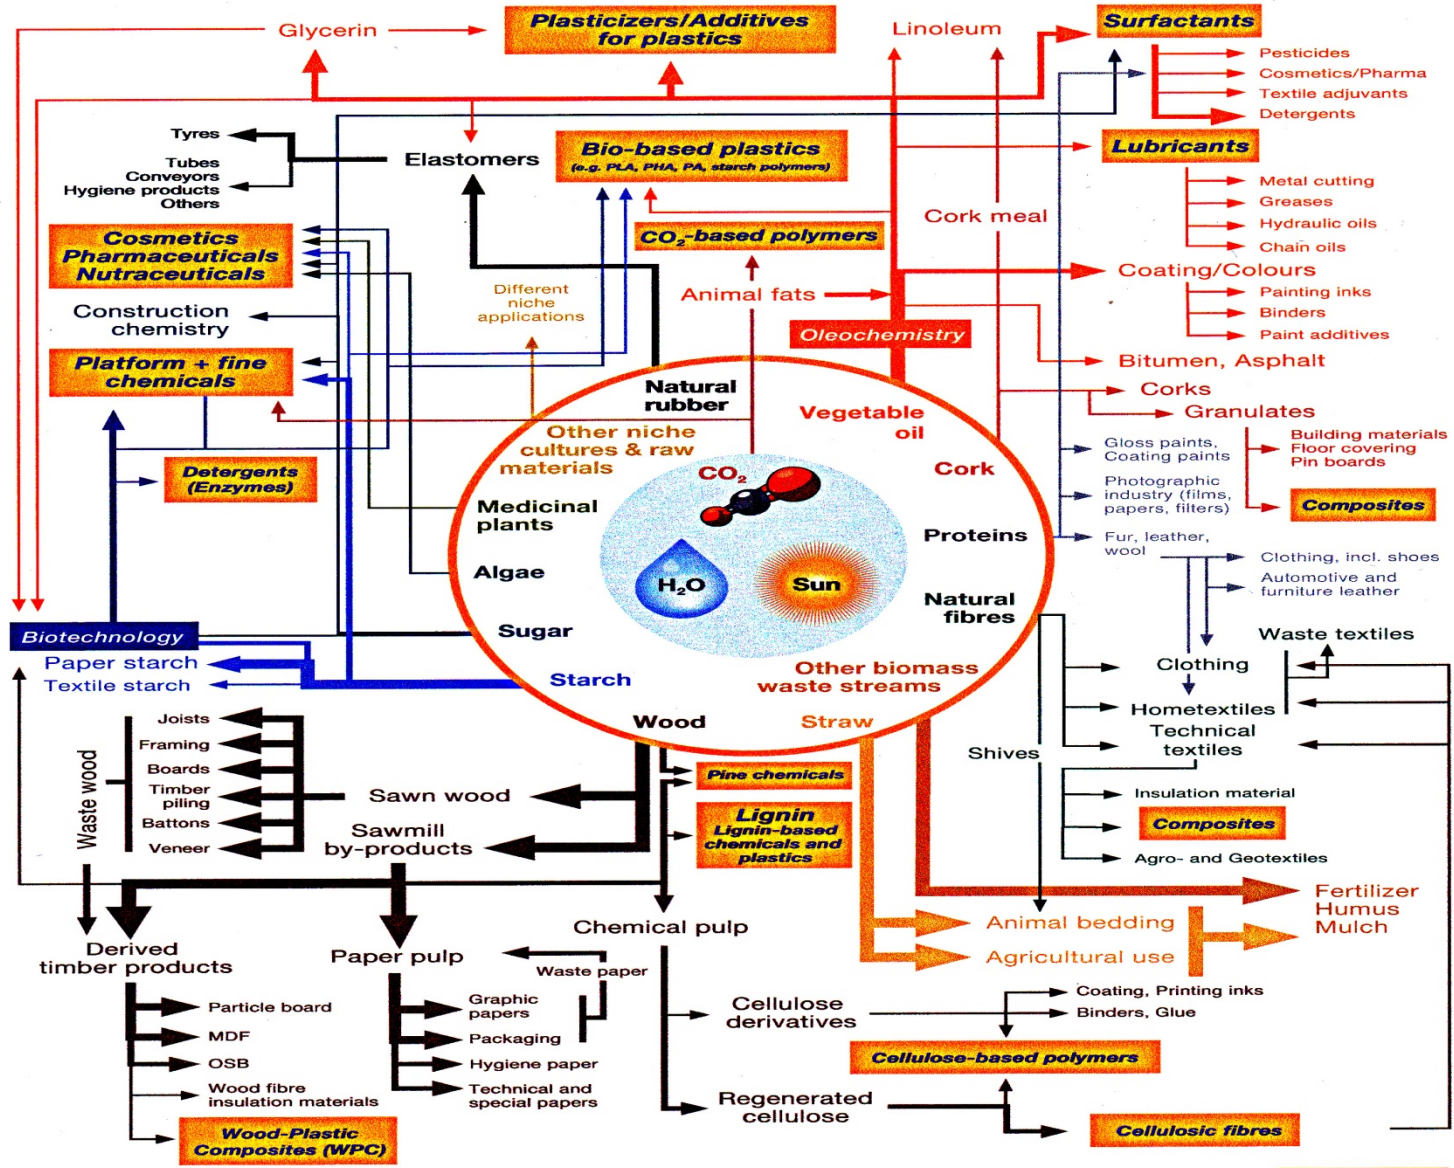 Glycerin
Plasticizers/Additives
for plastics
Linoleum
Surfactants
Pesticides
Cosmetics/Pharma
Textile adjuvants
Detergents
Tyres
Tubes
Conveyors
Hygiene products
Others
Elastomers
Bio-based plastics
(e.g. PLA, PHA, PA, starch polymers)
Lubricants
Metal cutting
Greases
Hydraulic oils
Chain oils
Cork meal
CO₂-based polymers
Cosmetics
Pharmaceuticals
Nutraceuticals
Construction
chemistry
Different
niche
applications
Animal fats
Oleochemistry
Coating/Colours
Painting inks
Binders
Paint additives
Bitumen, Asphalt
Platform + fine
chemicals
Corks
Granulates
Building materials
Floor covering
Pin boards
Composites
Detergents
(Enzymes)
Natural
rubber
Vegetable
oil
Other niche
cultures & raw
materials
Cork
Medicinal
plants
Proteins
Algae
Natural
fibres
Sugar
Other biomass
waste streams
Starch
Wood
Straw
CO₂
H₂O
Sun
Gloss paints,
Coating paints
Photographic
industry (films,
papers, filters)
Fur, leather,
wool
Clothing, incl. shoes
Automotive and
furniture leather
Waste textiles
Clothing
Hometextiles
Technical
textiles
Shives
Insulation material
Composites
Agro- and Geotextiles
Biotechnology
Paper starch
Textile starch
Waste wood
Joists
Framing
Boards
Timber
piling
Battons
Veneer
Sawn wood
Sawmill
by-products
Pine chemicals
Lignin
Lignin-based
chemicals and
plastics
Fertilizer
Humus
Mulch
Animal bedding
Agricultural use
Chemical pulp
Derived
timber products
Paper pulp
Waste paper
Particle board
MDF
OSB
Wood fibre
insulation materials
Wood-Plastic
Composites (WPC)
Graphic
papers
Packaging
Hygiene paper
Technical and
special papers
Cellulose
derivatives
Coating, Printing inks
Binders, Glue
Cellulose-based polymers
Regenerated
cellulose
Cellulosic fibres